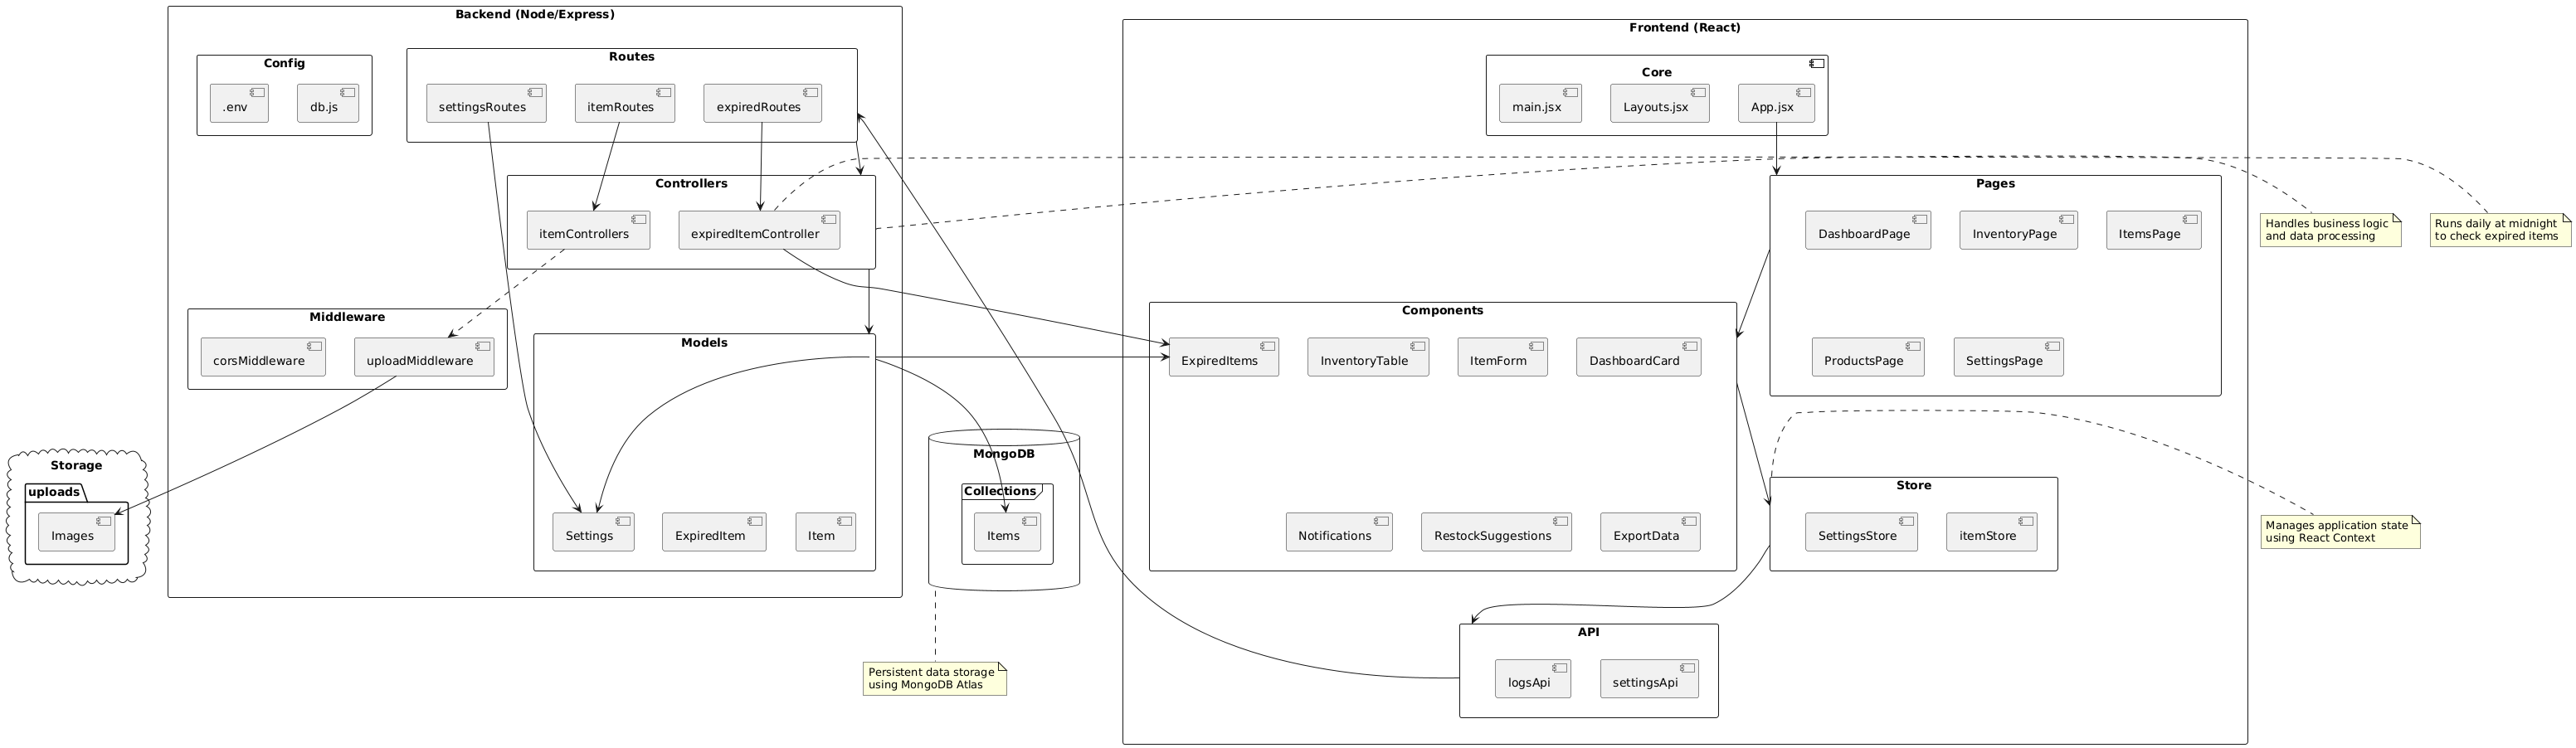 Backend (Node/Express)
Config
.env
db.js
Routes
settingsRoutes
itemRoutes
expiredRoutes
Controllers
itemControllers
expiredItemController
Middleware
corsMiddleware
uploadMiddleware
Models
Settings
ExpiredItem
Item
Storage
uploads
Images
MongoDB
Collections
Items
Persistent data storage
using MongoDB Atlas
Frontend (React)
Core
main.jsx
Layouts.jsx
App.jsx
Pages
DashboardPage
InventoryPage
ItemsPage
ProductsPage
SettingsPage
Components
ExpiredItems
InventoryTable
ItemForm
DashboardCard
Notifications
RestockSuggestions
ExportData
Store
SettingsStore
itemStore
API
logsApi
settingsApi
Handles business logic
and data processing
Runs daily at midnight
to check expired items
Manages application state
using React Context